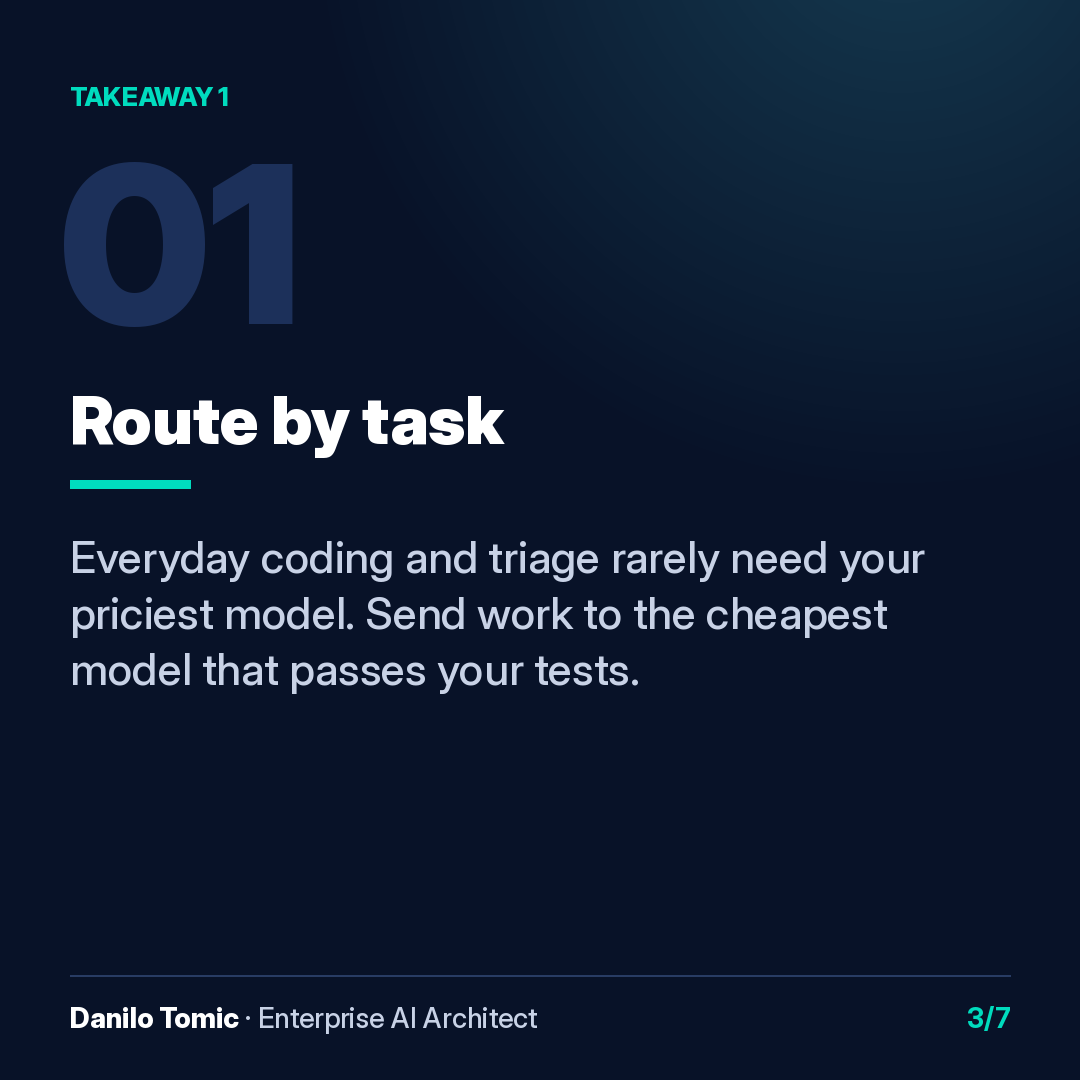 TAKEAWAY 1
01
Route by task
Everyday coding and triage rarely need your
priciest model. Send work to the cheapest
model that passes your tests.
Danilo Tomic · Enterprise AI Architect
3/7